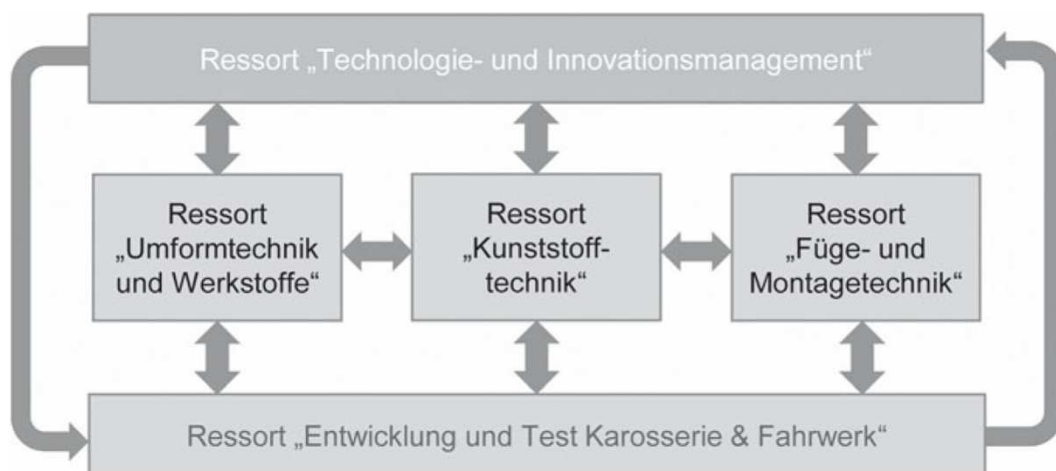 Ressort „Technologie- und Innovationsmanagement“
Ressort
„Umformtechnik
und Werkstoffe“
Ressort
„Kunststoff-
technik“
Ressort
„Füge- und
Montagetechnik“
Ressort „Entwicklung und Test Karosserie & Fahrwerk“